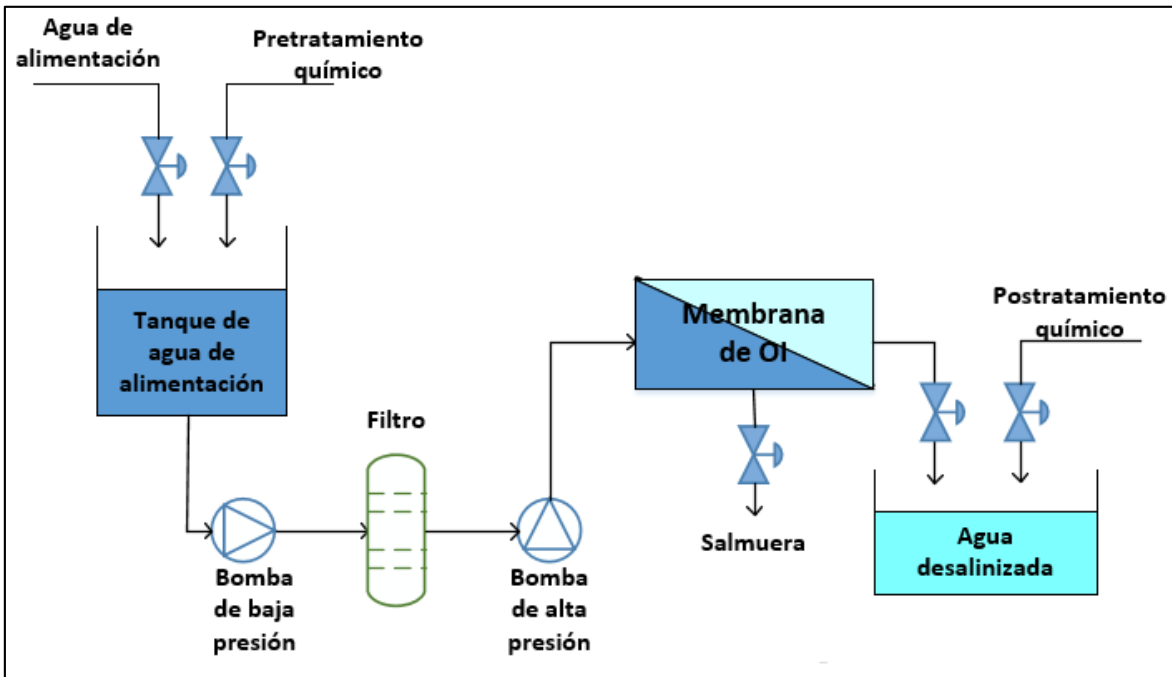 Agua de
alimentación
Pretratamiento
químico
Tanque de
agua de
alimentación
Bomba
de baja
presión
Filtro
Bomba
de alta
presión
Membrana
de OI
Salmuera
Postratamiento
químico
Agua
desalinizada